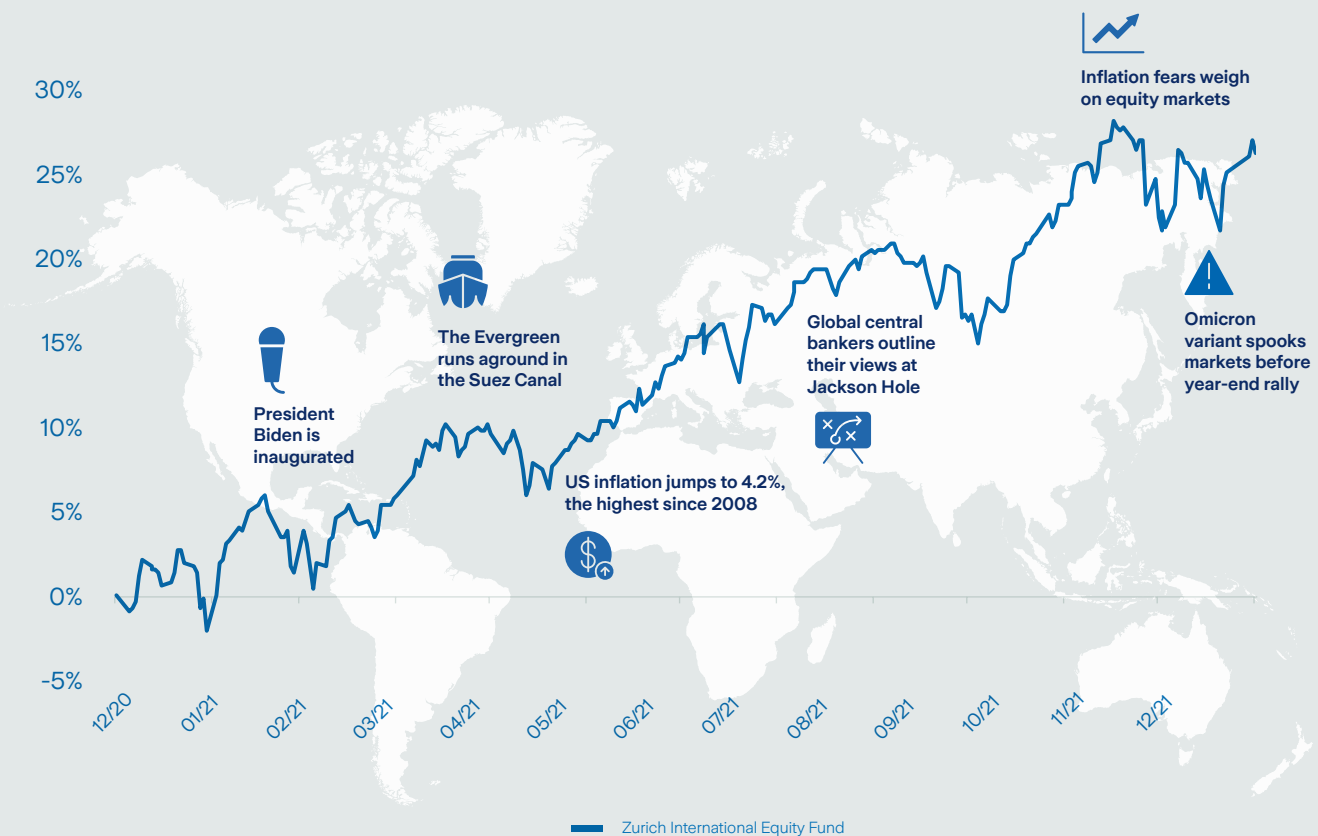 Inflation fears weigh
on equity markets
30%
25%
20%
15%
10%
5%
0%
-5%
The Evergreen
runs aground in
the Suez Canal
President
Biden is
inaugurated
Global central
bankers outline
their views at
Jackson Hole
Omicron
variant spooks
markets before
year-end rally
US inflation jumps to 4.2%,
the highest since 2008
$
12/20
01/21
02/21
03/21
04/21
05/21
06/21
07/21
08/21
09/21
10/21
11/21
12/21
Zurich International Equity Fund